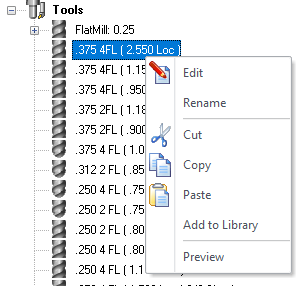 Tools
FlatMill: 0.25
.375 4FL ( 2.550 Loc )
.375 4FL ( 1.15
Edit
.375 4FL ( .950
Rename
.375 2FL ( 1.18
.375 2FL ( .900
Cut
.375 4 FL ( 1.0
Copy
.312 2 FL ( .85
.250 4 FL ( .75
Paste
.250 2 FL ( .75
Add to Library
.250 2 FL ( .85
.250 4 FL ( .80
Preview
.250 4 FL ( 1.1